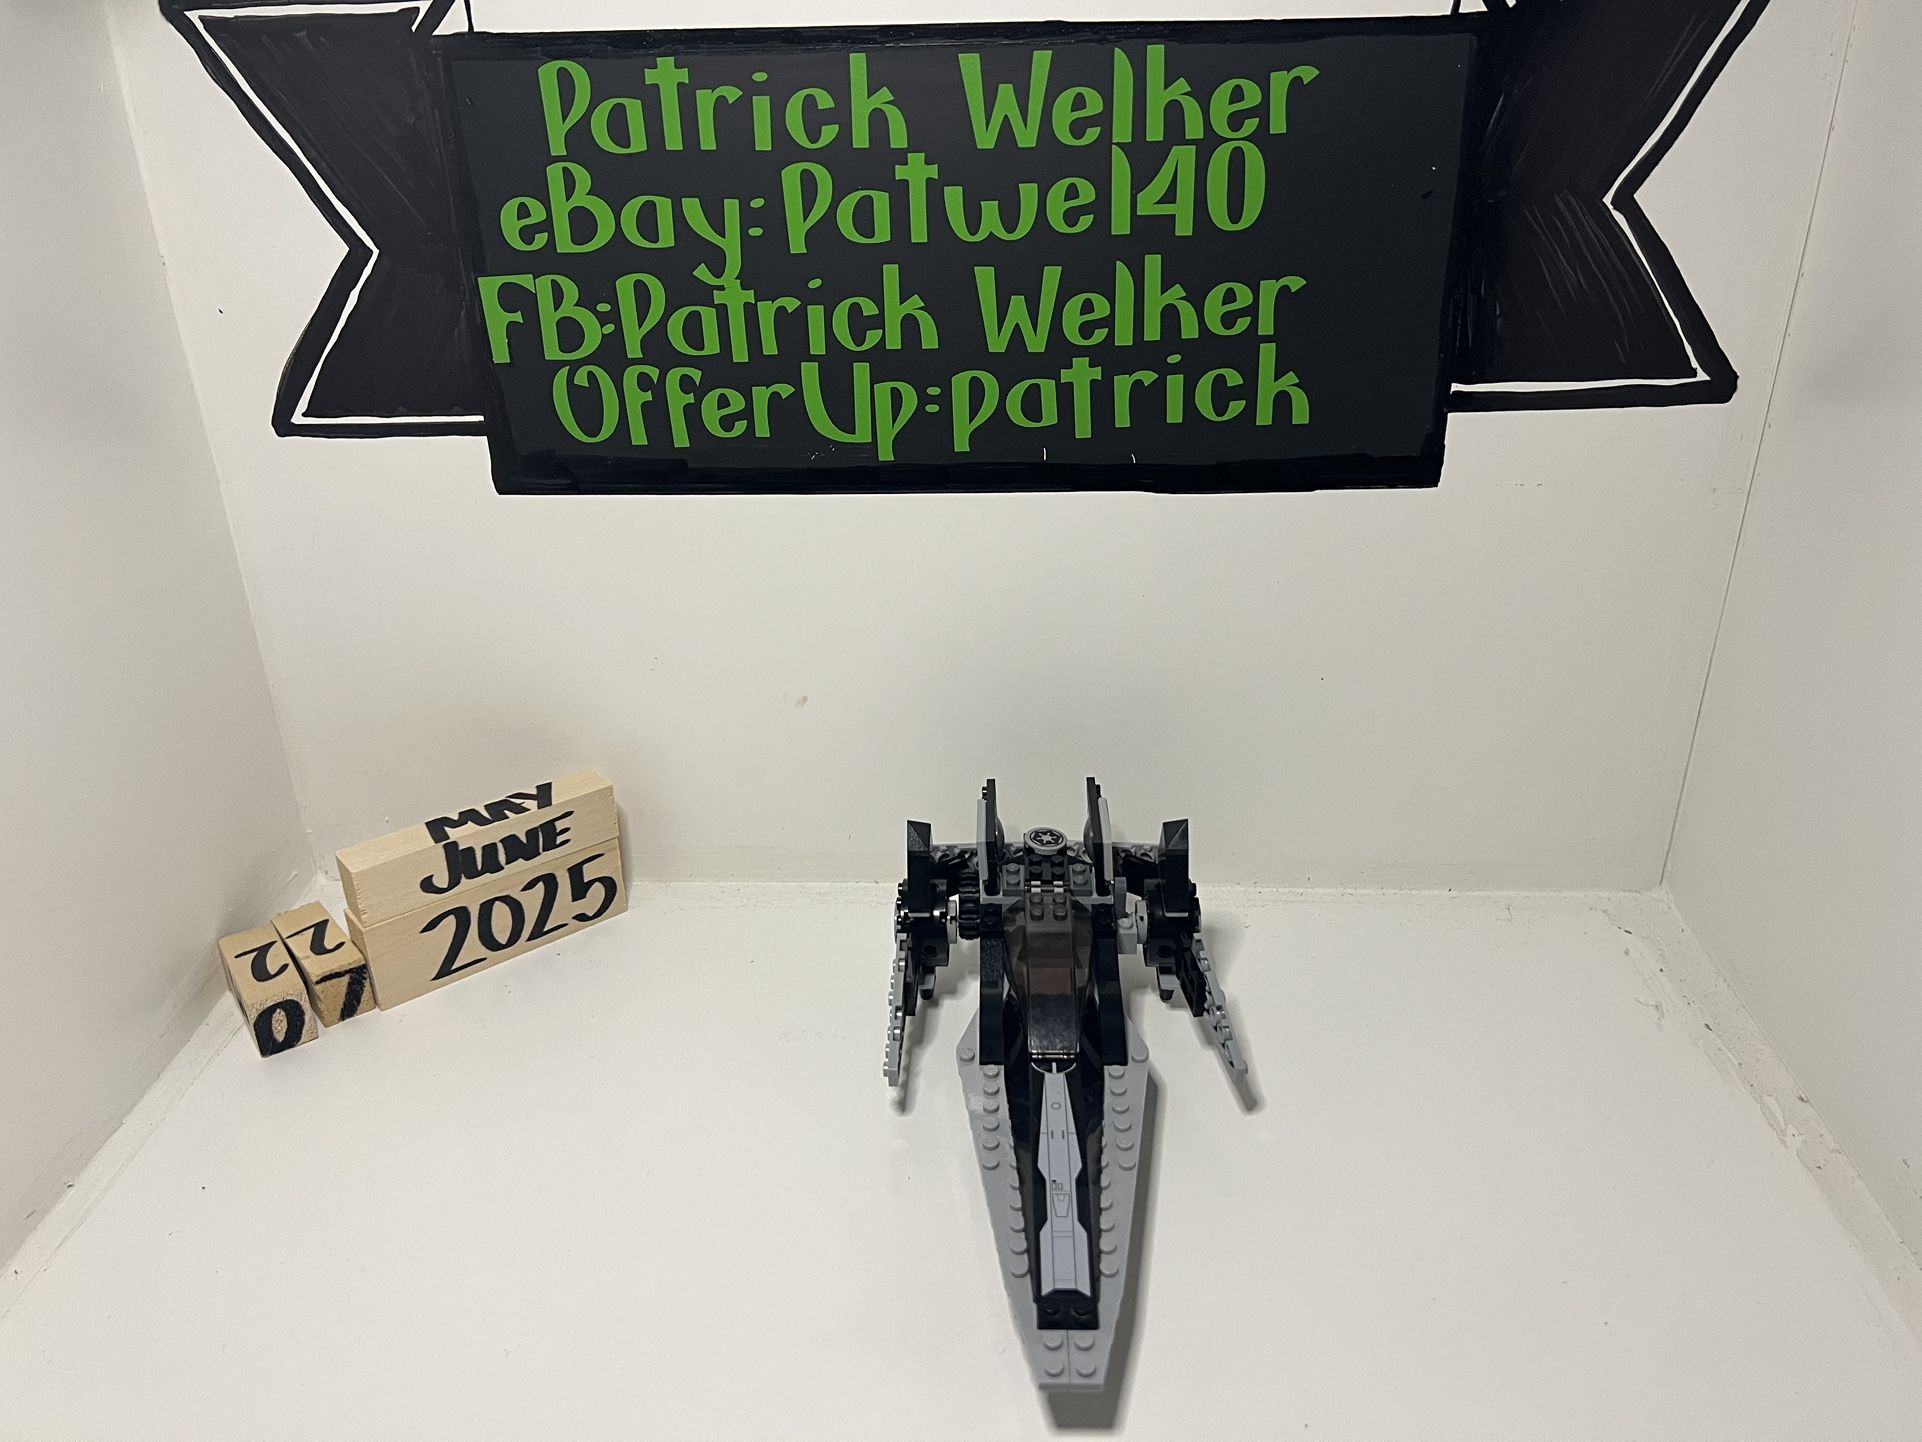 Patrick Welker
eBay:Patwel40
FB:Patrick Welker
OfferUp:patrick
MAY
JUNE
2025
22
07